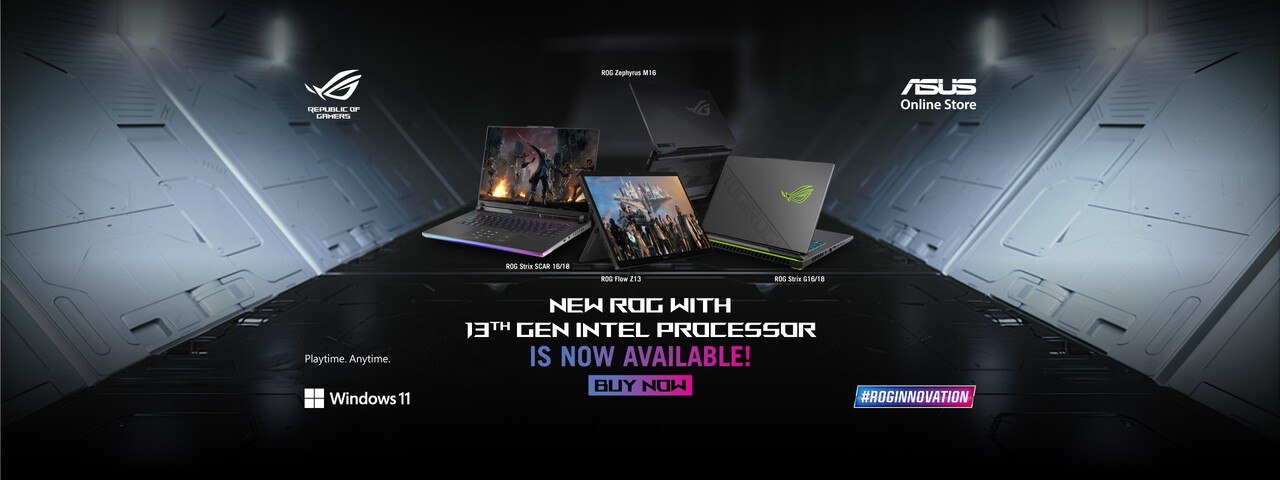 ROG Zephyrus M16
REPUBLIC OF
GAMERS
ASUS
Online Store
ROG Strix SCAR 16/18
ROG Flow Z13
ROG Strix G16/18
NEW ROG WITH
13TH GEN INTEL PROCESSOR
IS NOW AVAILABLE!
BUY NOW
Playtime. Anytime.
Windows 11
#ROGINNOVATION